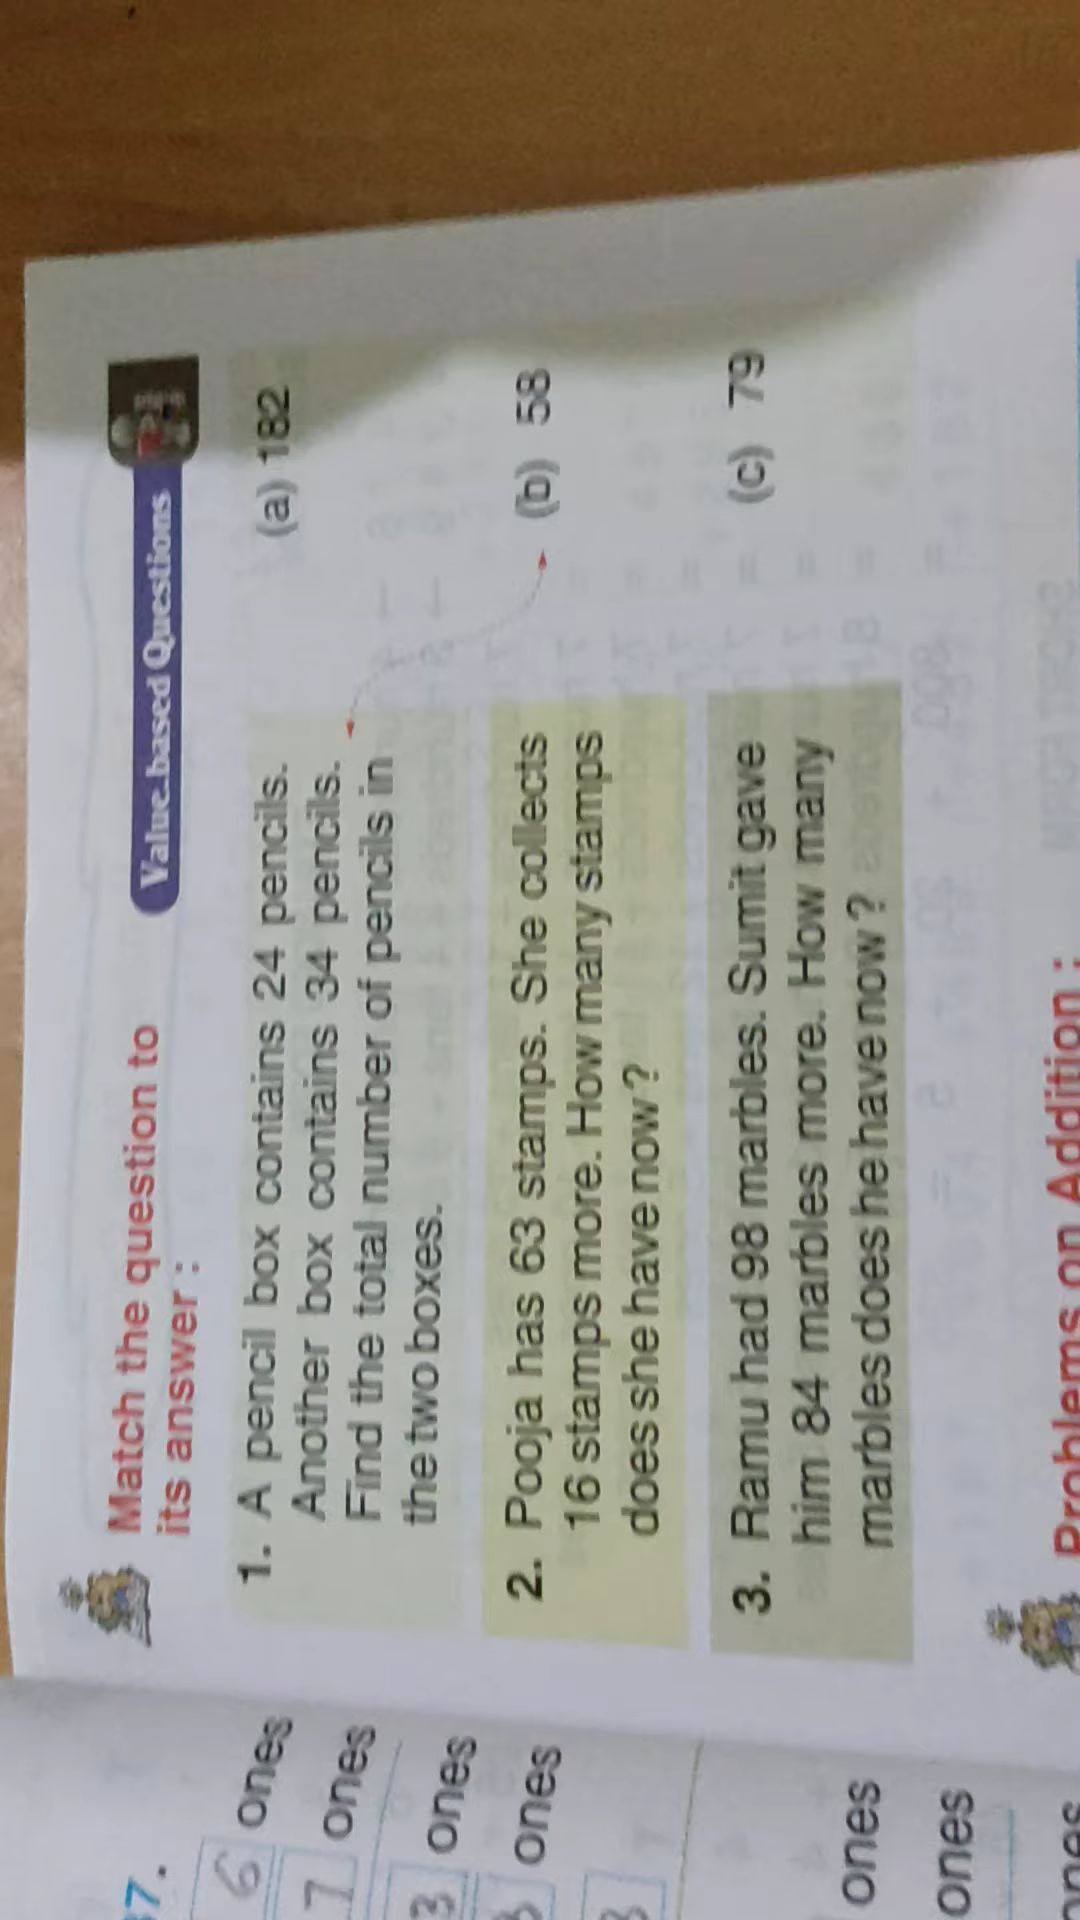 Match the question to
its answer :
Value based Questions
1. A pencil box contains 24 pencils.
Another box contains 34 pencils.
Find the total number of pencils in
the two boxes.
(a) 182
2. Pooja has 63 stamps. She collects
16 stamps more. How many stamps
does she have now?
(b) 58
3. Ramu had 98 marbles. Sumit gave
him 84 marbles more. How many
marbles does he have now?
(c) 79
Problems on Addition :
37.
6 ones
7 ones
3 ones
ones
ones
ones
ones